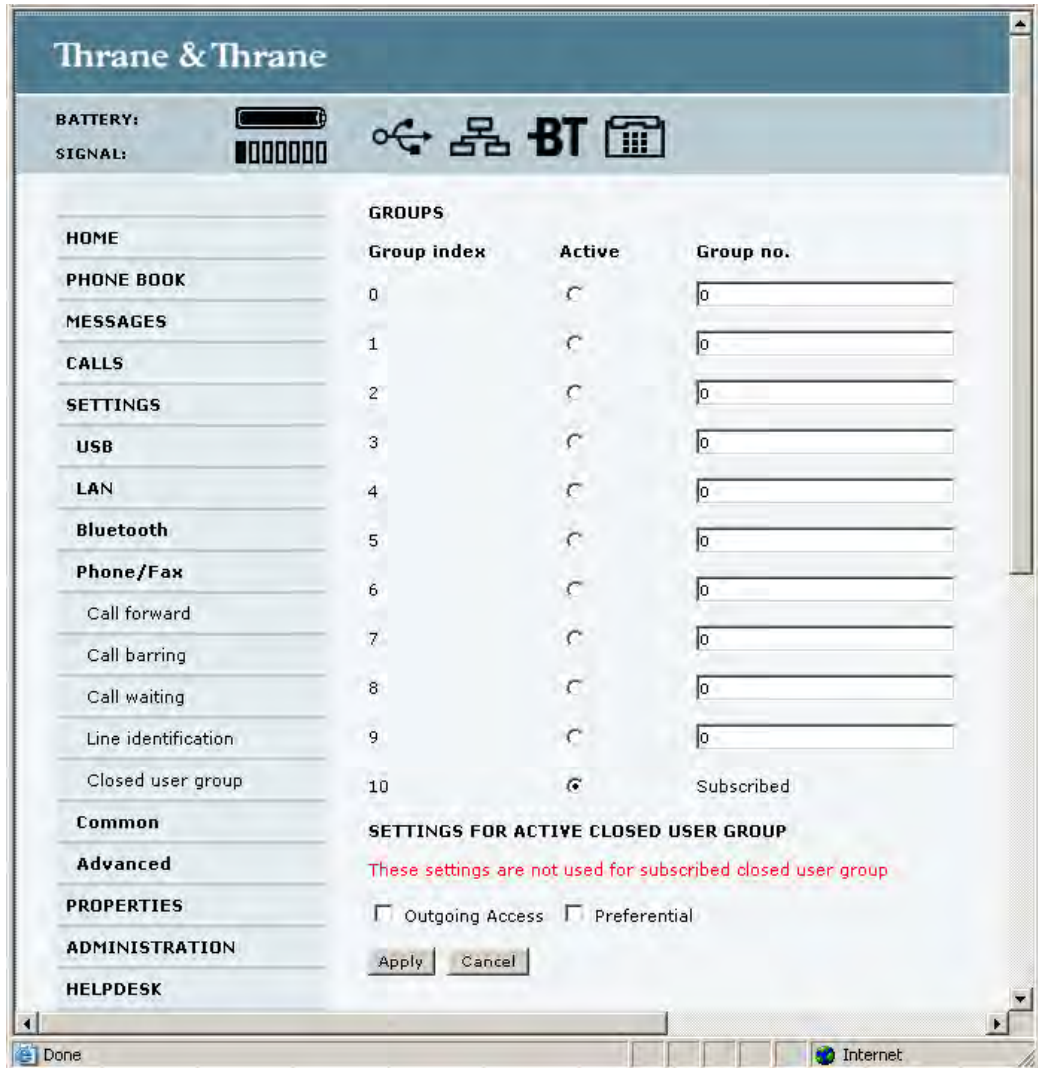 Thrane & Thrane
BATTERY:
SIGNAL:
BT
HOME
PHONE BOOK
MESSAGES
CALLS
SETTINGS
USB
LAN
Bluetooth
Phone/Fax
Call forward
Call barring
Call waiting
Line identification
Closed user group
Common
Advanced
PROPERTIES
ADMINISTRATION
HELPDESK
GROUPS
Group index Active Group no.
0 0
1 0
2 0
3 0
4 0
5 0
6 0
7 0
8 0
9 0
10 Subscribed
SETTINGS FOR ACTIVE CLOSED USER GROUP
These settings are not used for subscribed closed user group
Outgoing Access Preferential
Apply Cancel
Done Internet